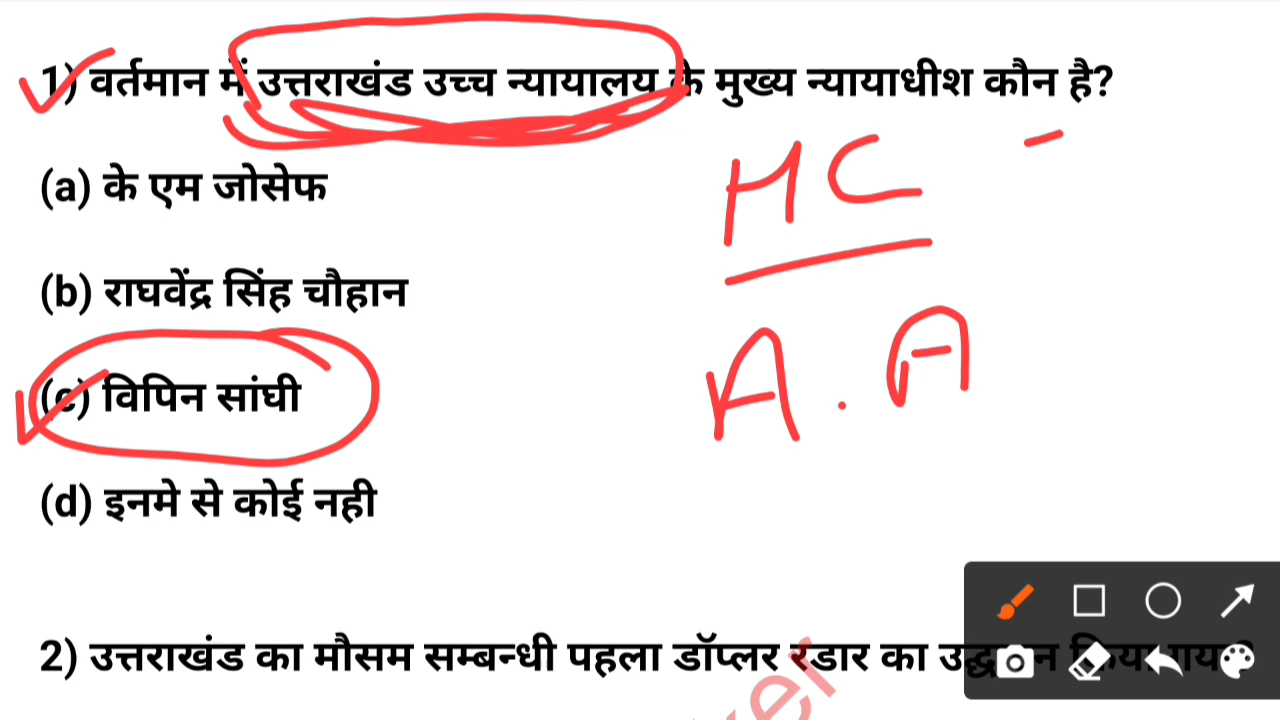 1) वर्तमान में उत्तराखंड उच्च न्यायालय के मुख्य न्यायाधीश कौन है?
HC -
(a) के एम जोसेफ
(b) राघवेंद्र सिंह चौहान
A. A
(c) विपिन सांघी
(d) इनमे से कोई नही
2) उत्तराखंड का मौसम सम्बन्धी पहला डॉप्लर रडार का